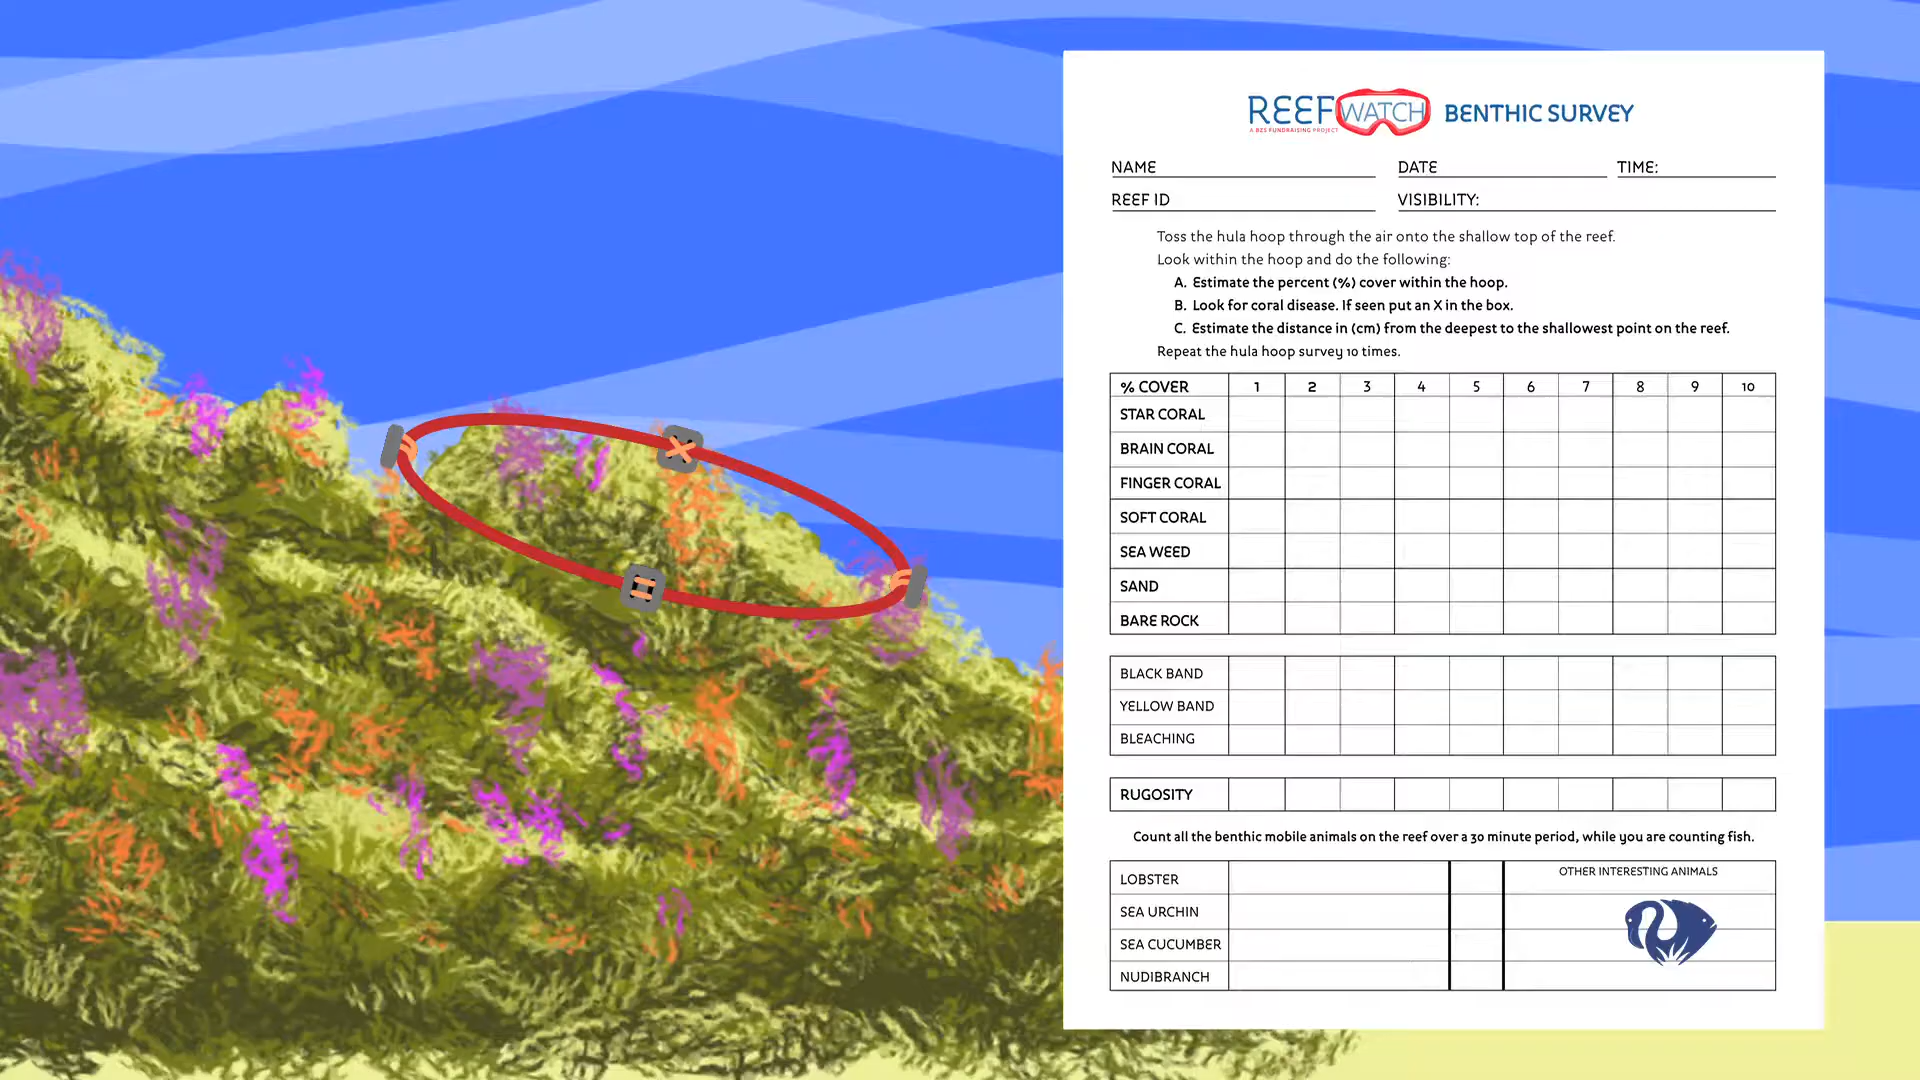 REEF WATCH BENTHIC SURVEY
A BZS FUNDRAISING PROJECT
NAME DATE TIME:
REEF ID VISIBILITY:
Toss the hula hoop through the air onto the shallow top of the reef.
Look within the hoop and do the following:
A. Estimate the percent (%) cover within the hoop.
B. Look for coral disease. If seen put an X in the box.
C. Estimate the distance in (cm) from the deepest to the shallowest point on the reef.
Repeat the hula hoop survey 10 times.
% COVER 1 2 3 4 5 6 7 8 9 10
STAR CORAL
BRAIN CORAL
FINGER CORAL
SOFT CORAL
SEA WEED
SAND
BARE ROCK
BLACK BAND
YELLOW BAND
BLEACHING
RUGOSITY
Count all the benthic mobile animals on the reef over a 30 minute period, while you are counting fish.
LOBSTER
OTHER INTERESTING ANIMALS
SEA URCHIN
SEA CUCUMBER
NUDIBRANCH